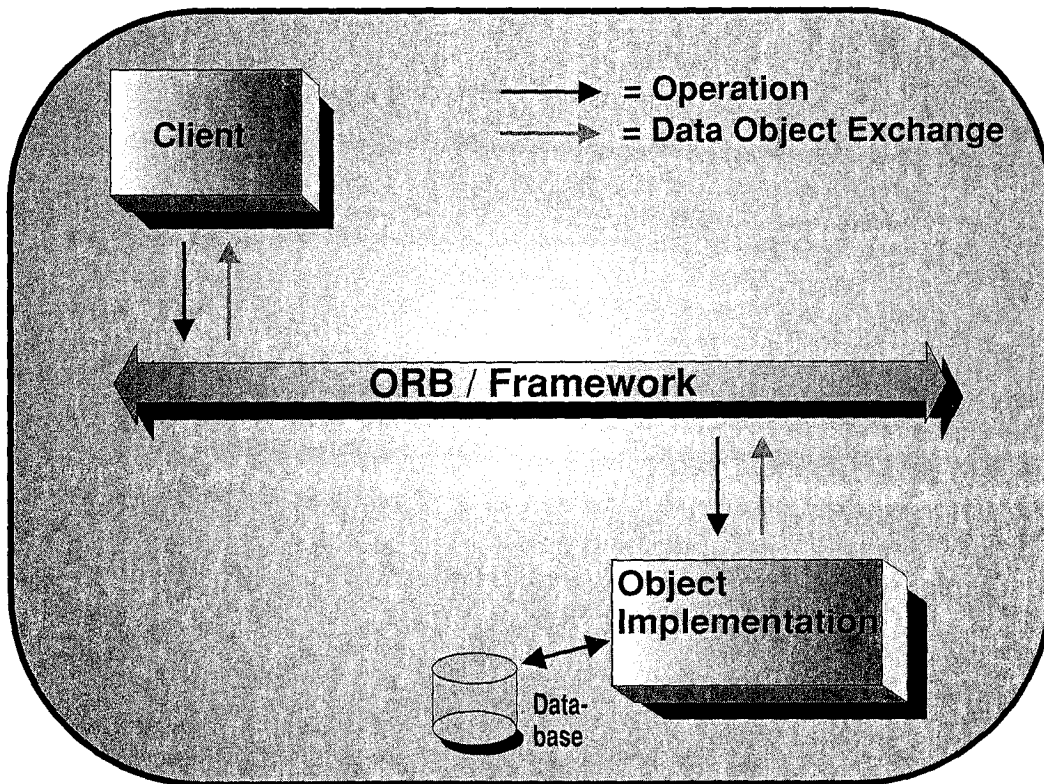 Client
= Operation
= Data Object Exchange
ORB / Framework
Object
Implementation
Data-
base